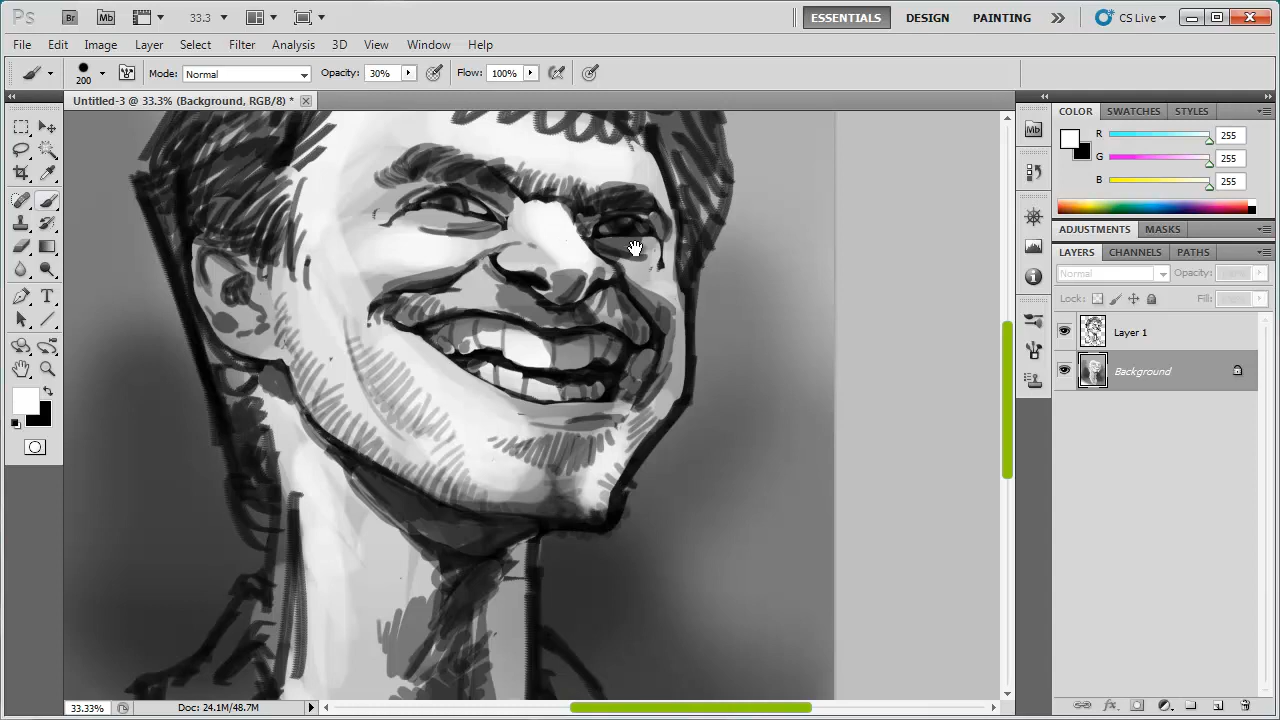 Ps Br Mb 33.3 ESSENTIALS DESIGN PAINTING CS Live
File Edit Image Layer Select Filter Analysis 3D View Window Help
200 Mode: Normal Opacity: 30% Flow: 100%
Untitled-3 @ 33.3% (Background, RGB/8) *
COLOR SWATCHES STYLES
Mb
R 255
G 255
B 255
ADJUSTMENTS MASKS
LAYERS CHANNELS PATHS
Normal Opacity:
Lock: Fill:
Layer 1
Background
33.33% Doc: 24.1M/48.7M